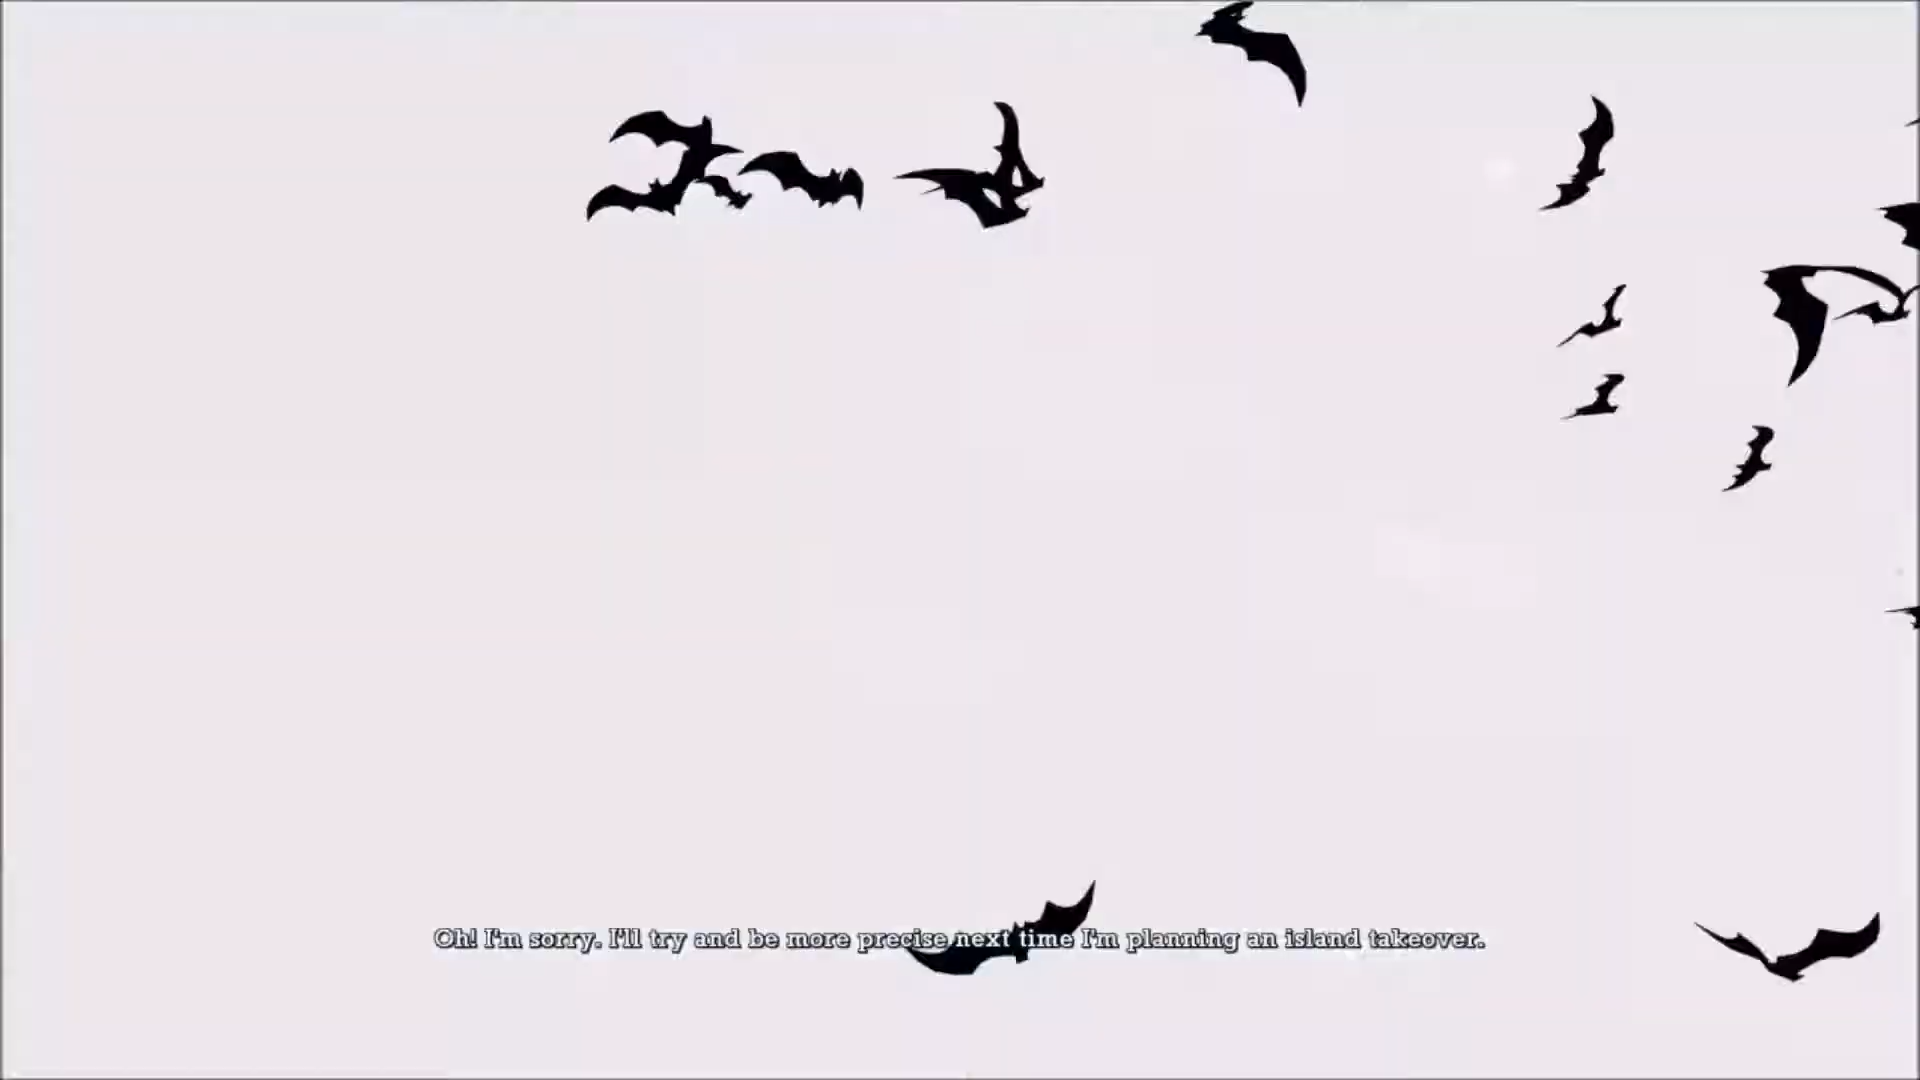 Oh! I'm sorry. I'll try and be more precise next time I'm planning an island takeover.